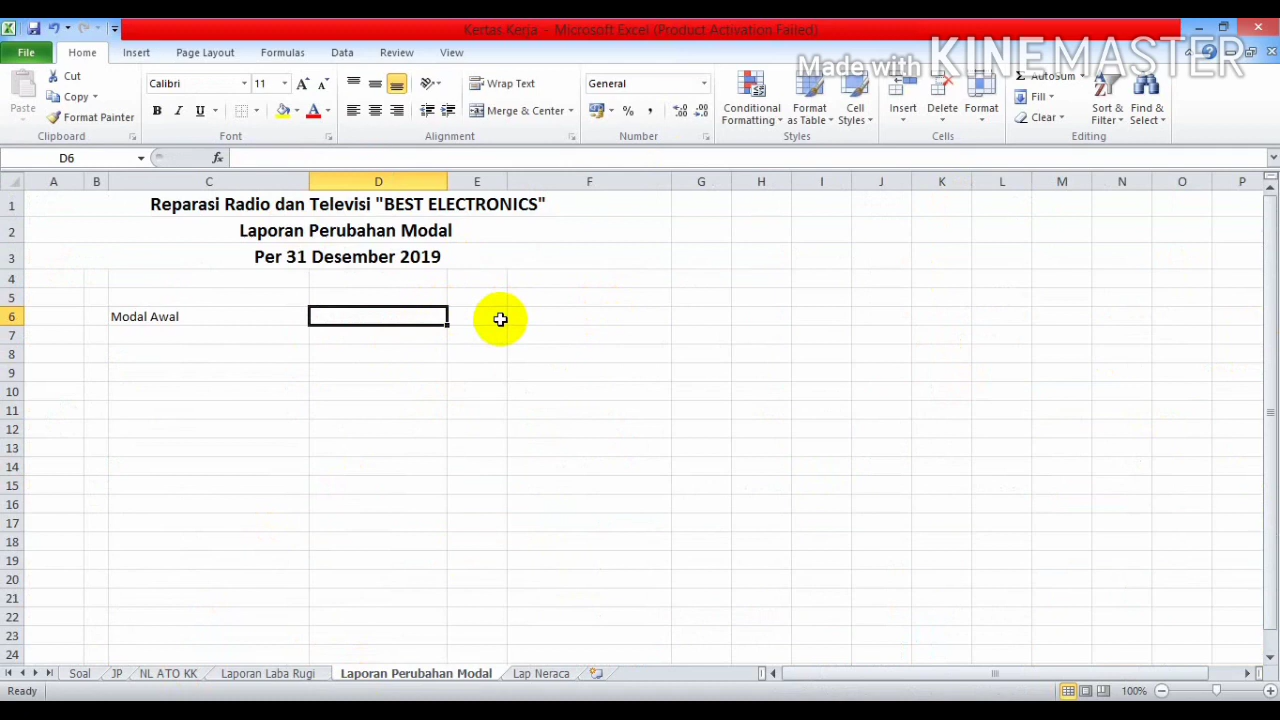 Kertas Kerja - Microsoft Excel (Product Activation Failed)
Made with KINEMASTER
File Home Insert Page Layout Formulas Data Review View
Paste
Cut
Copy
Format Painter
Clipboard
Calibri 11
B I U A
Font
Wrap Text
Merge & Center
Alignment
General
% ,
Number
Conditional Formatting
Format as Table
Cell Styles
Styles
Insert Delete Format
Cells
AutoSum
Fill
Clear
Sort & Filter
Find & Select
Editing
D6 fx
A B C D E F G H I J K L M N O P
1 Reparasi Radio dan Televisi "BEST ELECTRONICS"
2 Laporan Perubahan Modal
3 Per 31 Desember 2019
4
5
6 Modal Awal
7
8
9
10
11
12
13
14
15
16
17
18
19
20
21
22
23
24
Soal JP NL ATO KK Laporan Laba Rugi Laporan Perubahan Modal Lap Neraca
Ready 100%